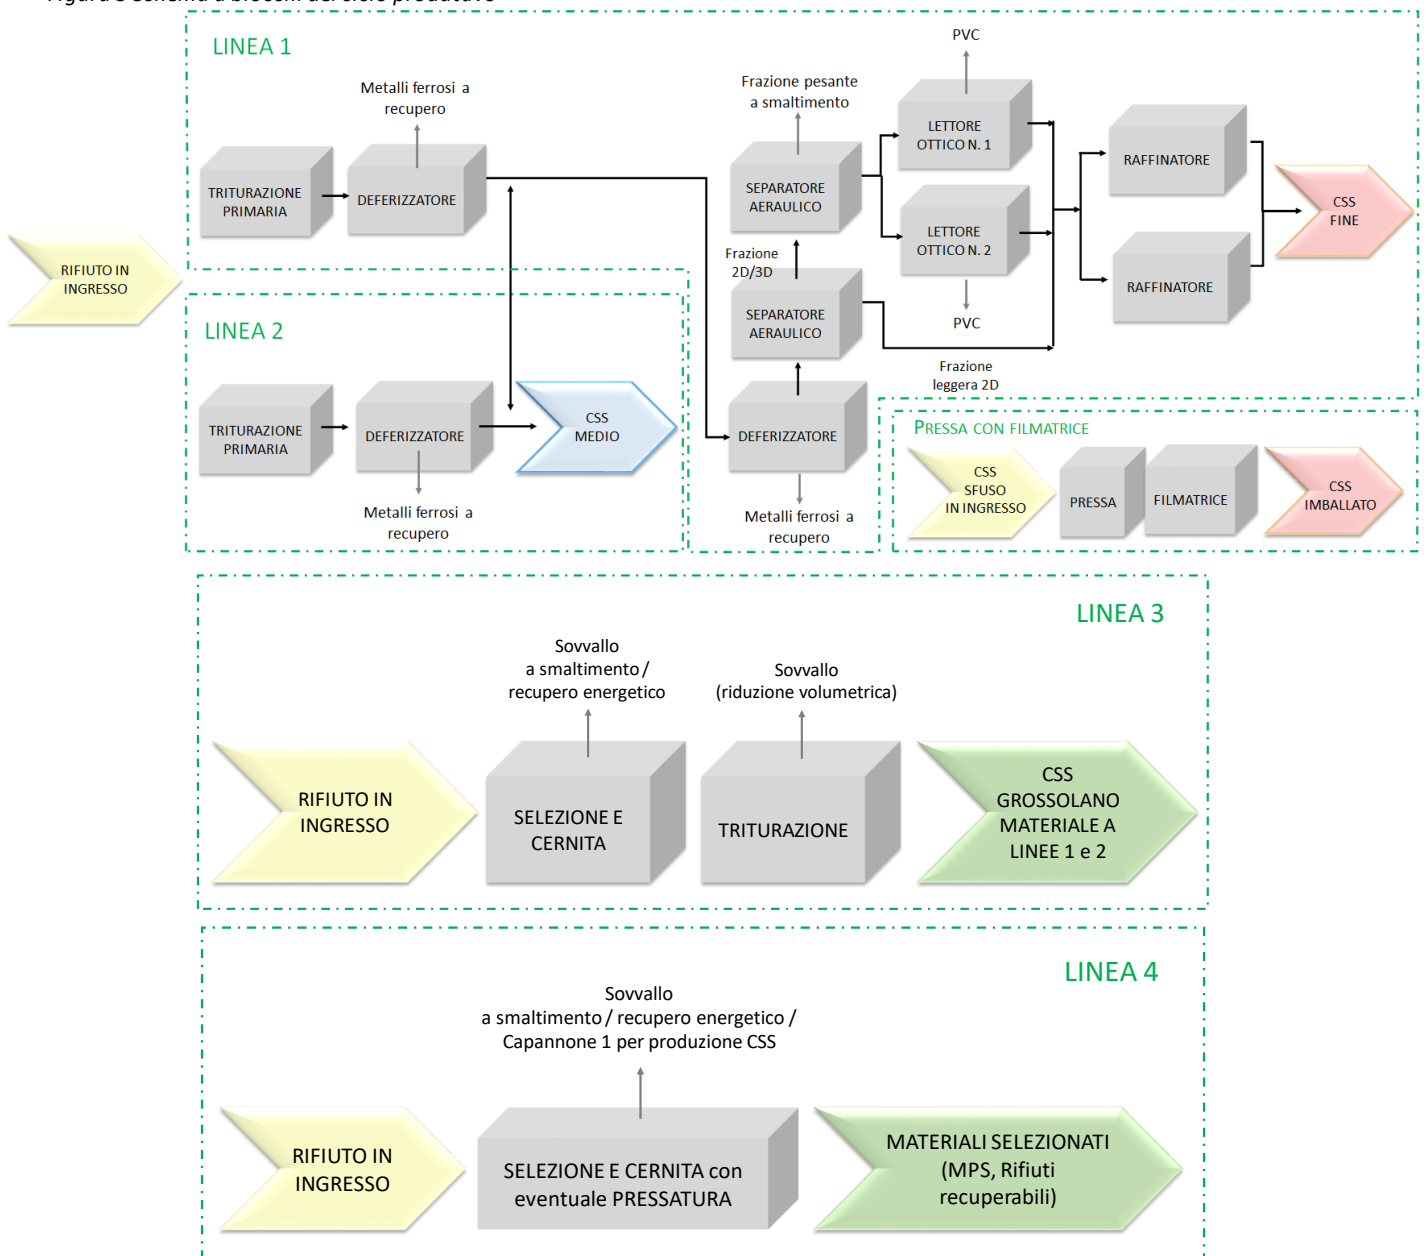 LINEA 1
Metalli ferrosi a
recupero
TRITURAZIONE
PRIMARIA
DEFERIZZATORE
Frazione pesante
a smaltimento
SEPARATORE
AERAULICO
PVC
LETTORE
OTTICO N. 1
LETTORE
OTTICO N. 2
PVC
RAFFINATORE
RAFFINATORE
CSS
FINE
Frazione
2D/3D
SEPARATORE
AERAULICO
Frazione
leggera 2D
DEFERIZZATORE
Metalli ferrosi a
recupero
RIFIUTO IN
INGRESSO
LINEA 2
TRITURAZIONE
PRIMARIA
DEFERIZZATORE
CSS
MEDIO
Metalli ferrosi a
recupero
PRESSA CON FILMATRICE
CSS
SFUSO
IN INGRESSO
PRESSA
FILMATRICE
CSS
IMBALLATO
LINEA 3
Sovvallo
a smaltimento /
recupero energetico
Sovvallo
(riduzione volumetrica)
RIFIUTO IN
INGRESSO
SELEZIONE E
CERNITA
TRITURAZIONE
CSS
GROSSOLANO
MATERIALE A
LINEE 1 e 2
LINEA 4
Sovvallo
a smaltimento / recupero energetico /
Capannone 1 per produzione CSS
RIFIUTO IN
INGRESSO
SELEZIONE E CERNITA con
eventuale PRESSATURA
MATERIALI SELEZIONATI
(MPS, Rifiuti
recuperabili)